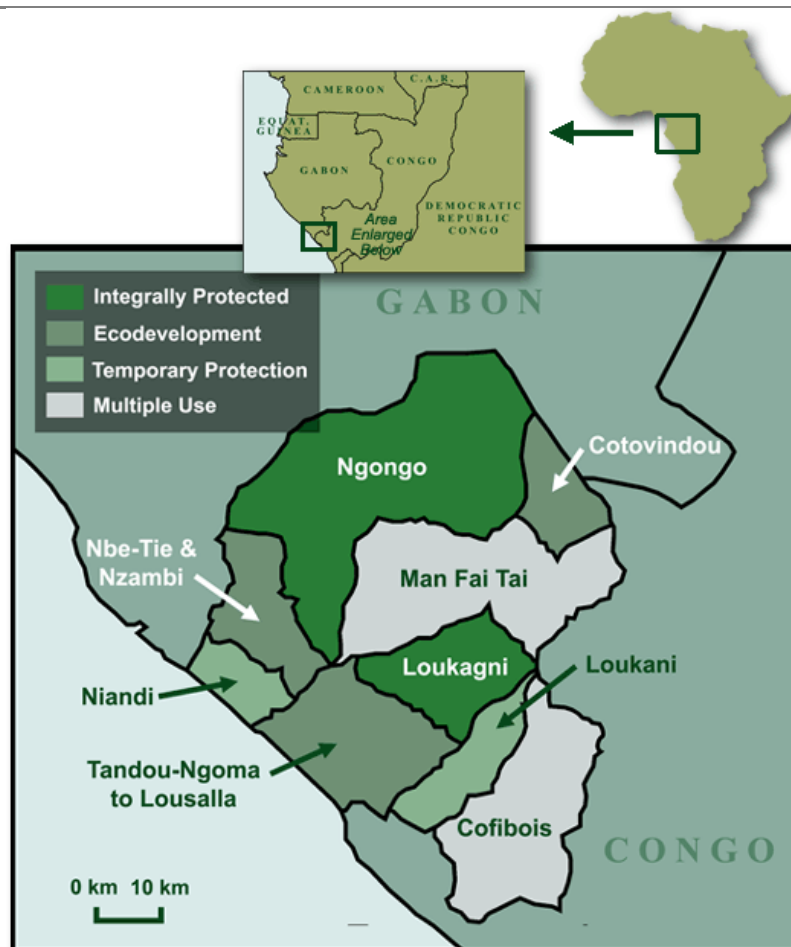 CAMEROON
C.A.R.
EQUAT.
GUINEA
GABON
CONGO
DEMOCRATIC
REPUBLIC
CONGO
Area
Enlarged
Below
Integrally Protected
Ecodevelopment
Temporary Protection
Multiple Use
GABON
Ngongo
Cotovindou
Nbe-Tie &
Nzambi
Man Fai Tai
Loukagni
Loukani
Niandi
Tandou-Ngoma
to Lousalla
Cofibois
CONGO
0 km 10 km